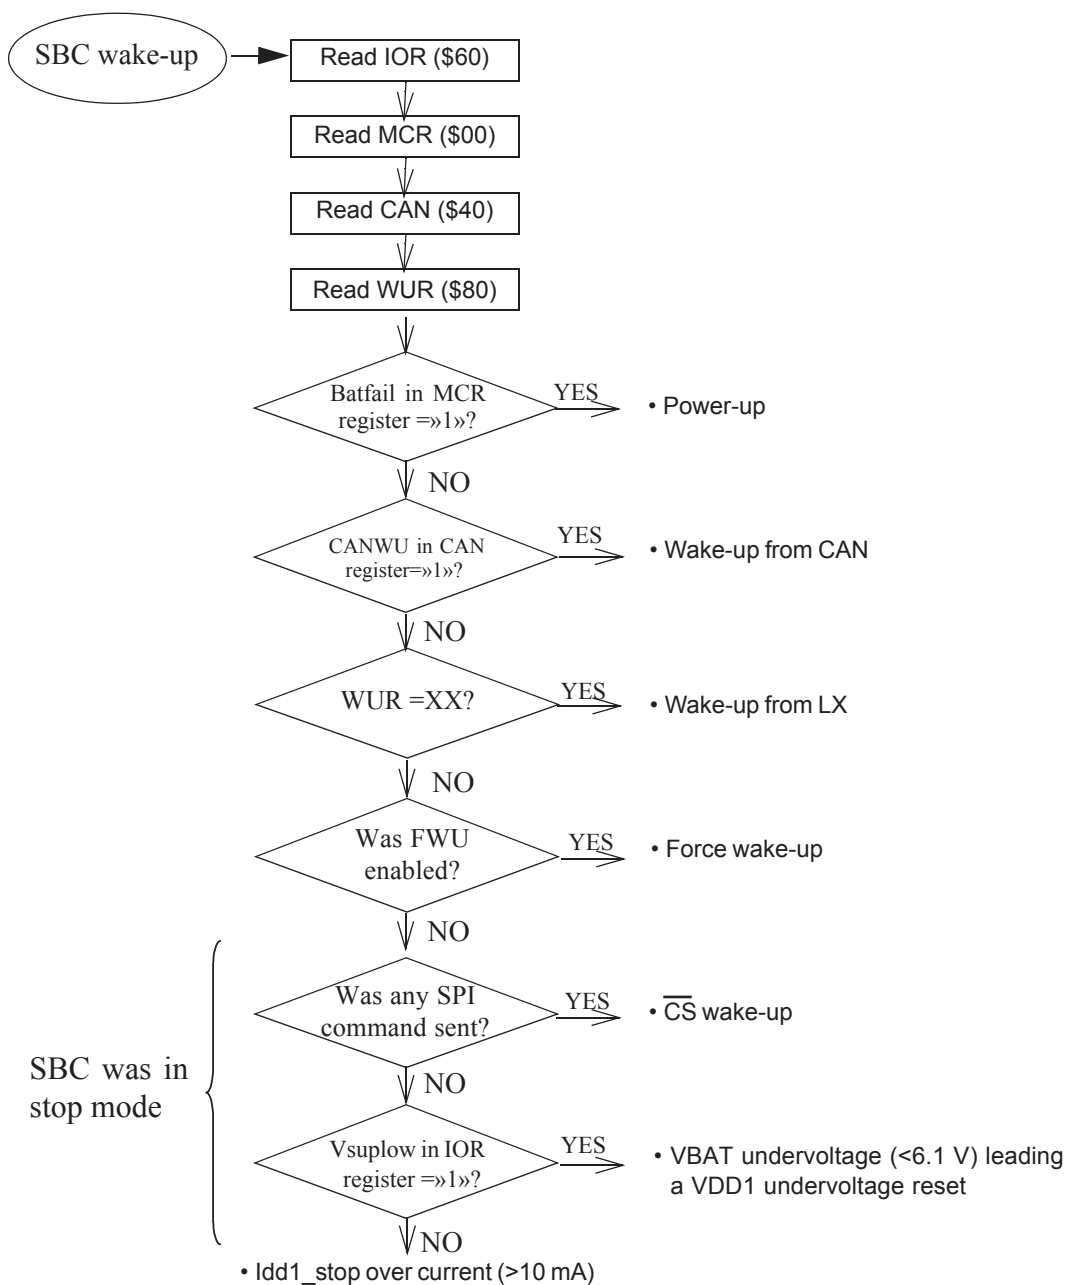 SBC wake-up
Read IOR ($60)
Read MCR ($00)
Read CAN ($40)
Read WUR ($80)
Batfail in MCR
register =»1»?
YES
• Power-up
NO
CANWU in CAN
register=»1»?
YES
• Wake-up from CAN
NO
WUR =XX?
YES
• Wake-up from LX
NO
Was FWU
enabled?
YES
• Force wake-up
NO
SBC was in
stop mode
Was any SPI
command sent?
YES
• C̅S̅ wake-up
NO
Vsuplow in IOR
register =»1»?
YES
• VBAT undervoltage (<6.1 V) leading
a VDD1 undervoltage reset
NO
• Idd1_stop over current (>10 mA)